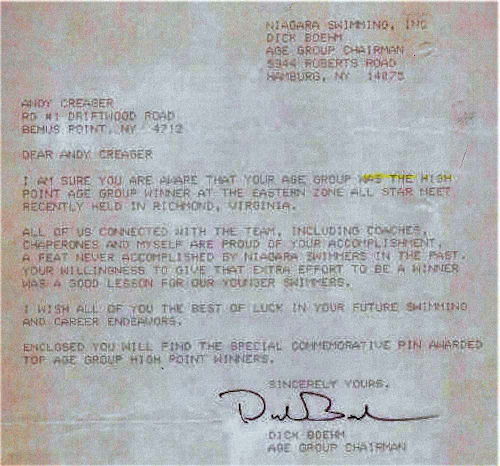 NIAGARA SWIMMING, INC
DICK BOEHM
AGE GROUP CHAIRMAN
5344 ROBERTS ROAD
HAMBURG, NY 14075
ANDY CREAGER
RD #1 DRIFTWOOD ROAD
BEMUS POINT, NY 4712
DEAR ANDY CREAGER
I AM SURE YOU ARE AWARE THAT YOUR AGE GROUP WAS THE HIGH
POINT AGE GROUP WINNER AT THE EASTERN ZONE ALL STAR MEET
RECENTLY HELD IN RICHMOND, VIRGINIA.
ALL OF US CONNECTED WITH THE TEAM, INCLUDING COACHES,
CHAPERONES AND MYSELF ARE PROUD OF YOUR ACCOMPLISHMENT,
A FEAT NEVER ACCOMPLISHED BY NIAGARA SWIMMERS IN THE PAST.
YOUR WILLINGNESS TO GIVE THAT EXTRA EFFORT TO BE A WINNER
WAS A GOOD LESSON FOR OUR YOUNGER SWIMMERS.
I WISH ALL OF YOU THE BEST OF LUCK IN YOUR FUTURE SWIMMING
AND CAREER ENDEAVORS.
ENCLOSED YOU WILL FIND THE SPECIAL COMMEMORATIVE PIN AWARDED
TOP AGE GROUP HIGH POINT WINNERS.
SINCERELY YOURS,
DICK BOEHM
AGE GROUP CHAIRMAN